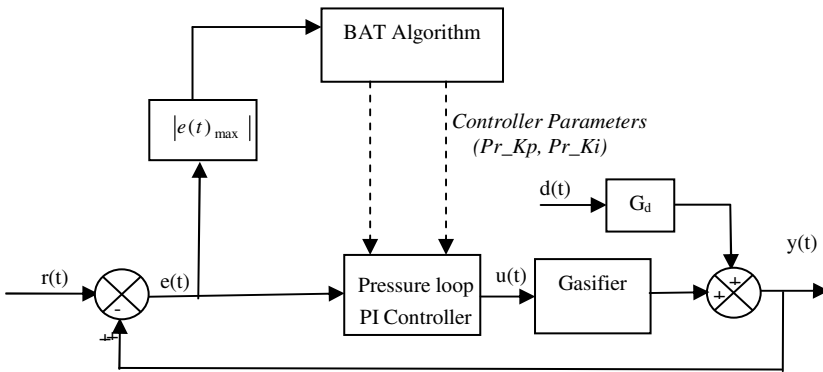 BAT Algorithm
|e(t) max|
Controller Parameters
(Pr_Kp, Pr_Ki)
d(t)
Gd
y(t)
r(t)
e(t)
Pressure loop
PI Controller
u(t)
Gasifier
+
+
-